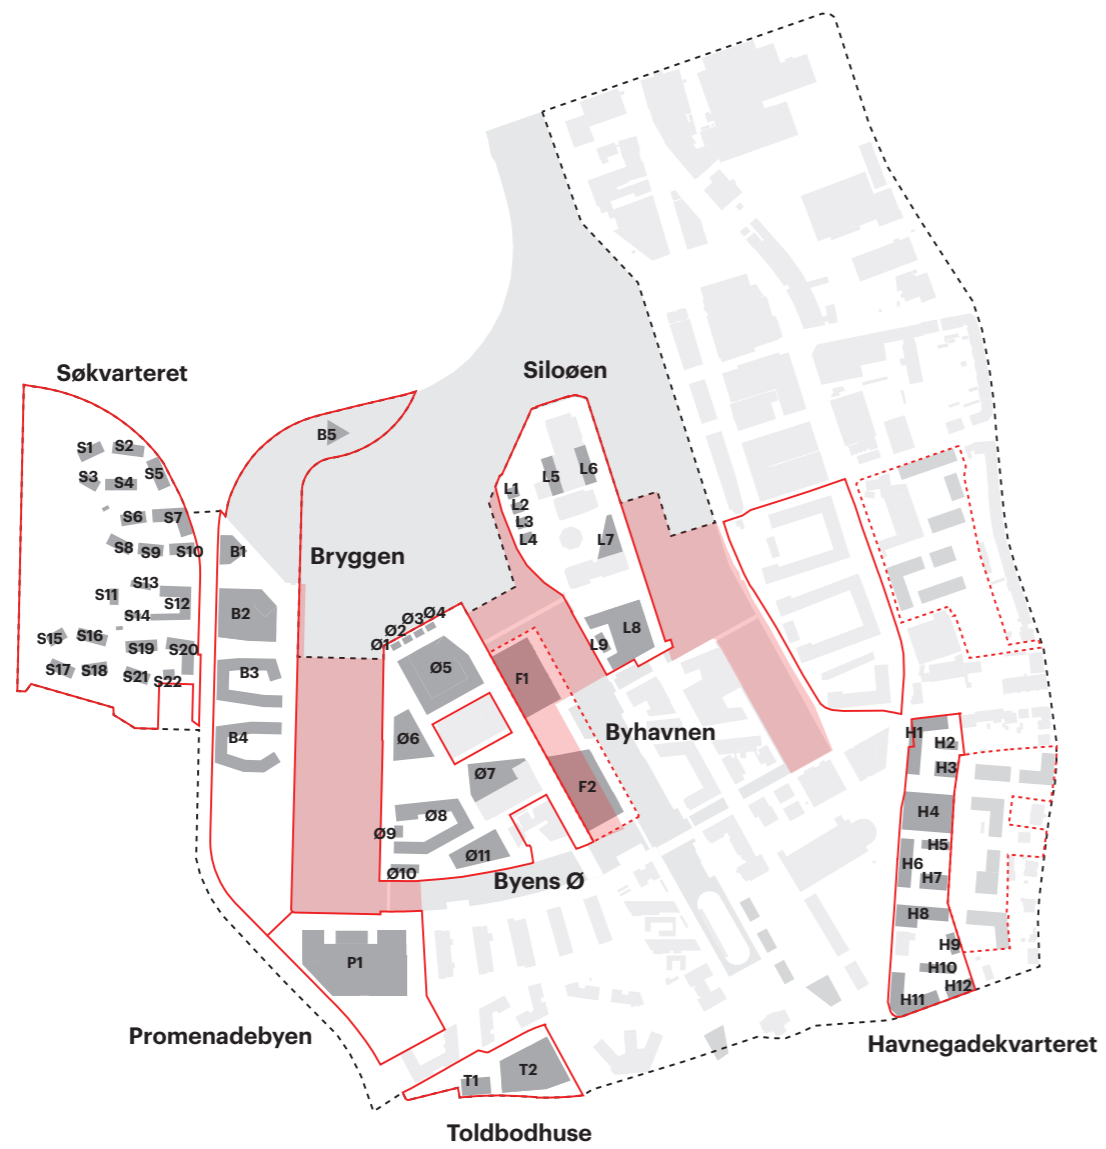 Søkvarteret
Siloøen
S1
S2
S3
S4
S5
S6
S7
S8
S9
S10
S11
S13
S12
S14
S15
S16
S19
S20
S17
S18
S21
S22
B5
B1
Bryggen
B2
B3
B4
L5
L6
L1
L2
L3
L4
L7
L8
L9
Ø4
Ø3
Ø2
Ø1
Ø5
F1
Ø6
Byhavnen
Ø7
F2
Ø8
Ø9
Ø11
Ø10
Byens Ø
H1
H2
H3
H4
H5
H6
H7
H8
H9
H10
H12
H11
P1
Promenadebyen
Havnegadekvarteret
T1
T2
Toldbodhuse